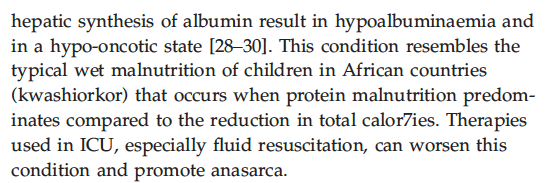 hepatic synthesis of albumin result in hypoalbuminaemia and
in a hypo-oncotic state [28–30]. This condition resembles the
typical wet malnutrition of children in African countries
(kwashiorkor) that occurs when protein malnutrition predom-
inates compared to the reduction in total calor7ies. Therapies
used in ICU, especially fluid resuscitation, can worsen this
condition and promote anasarca.